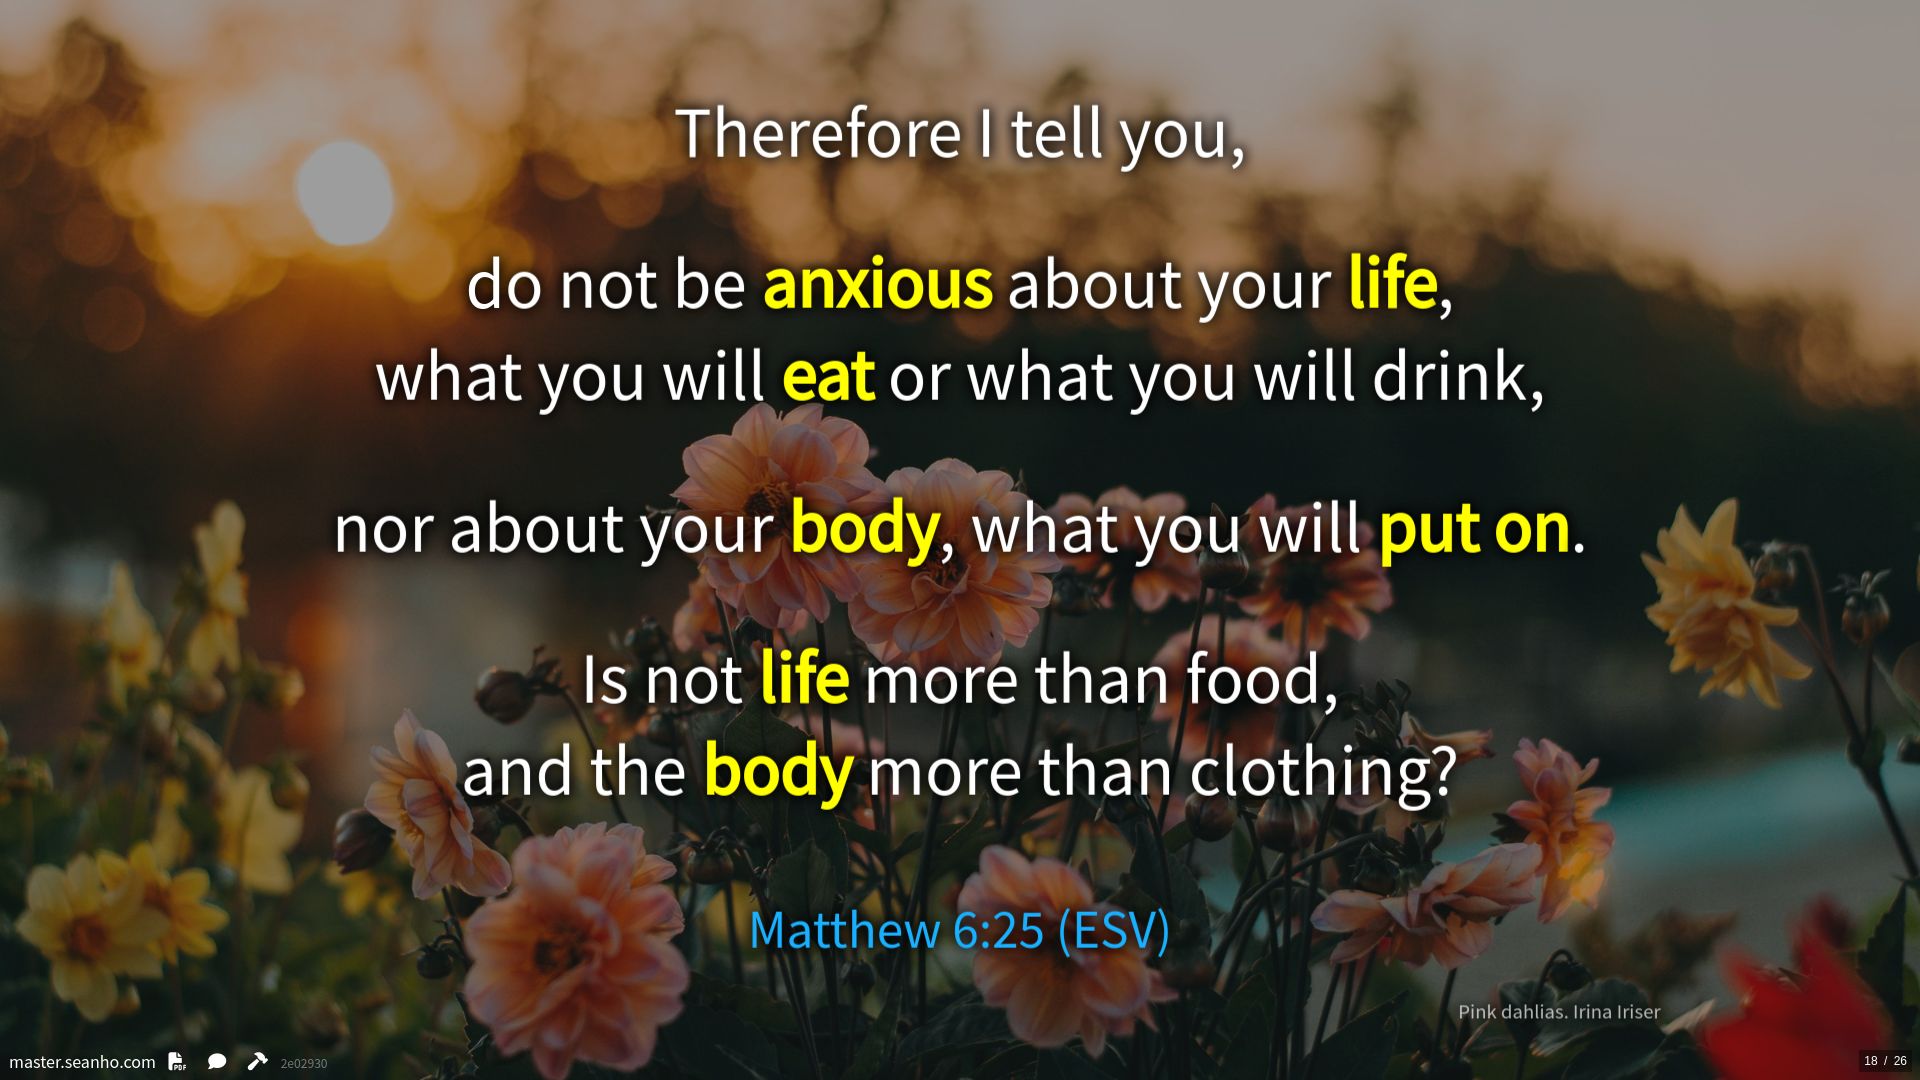 Therefore I tell you,
do not be anxious about your life,
what you will eat or what you will drink,
nor about your body, what you will put on.
Is not life more than food,
and the body more than clothing?
Matthew 6:25 (ESV)
Pink dahlias. Irina Iriser
master.seanho.com PDF 2e02930
18 / 26